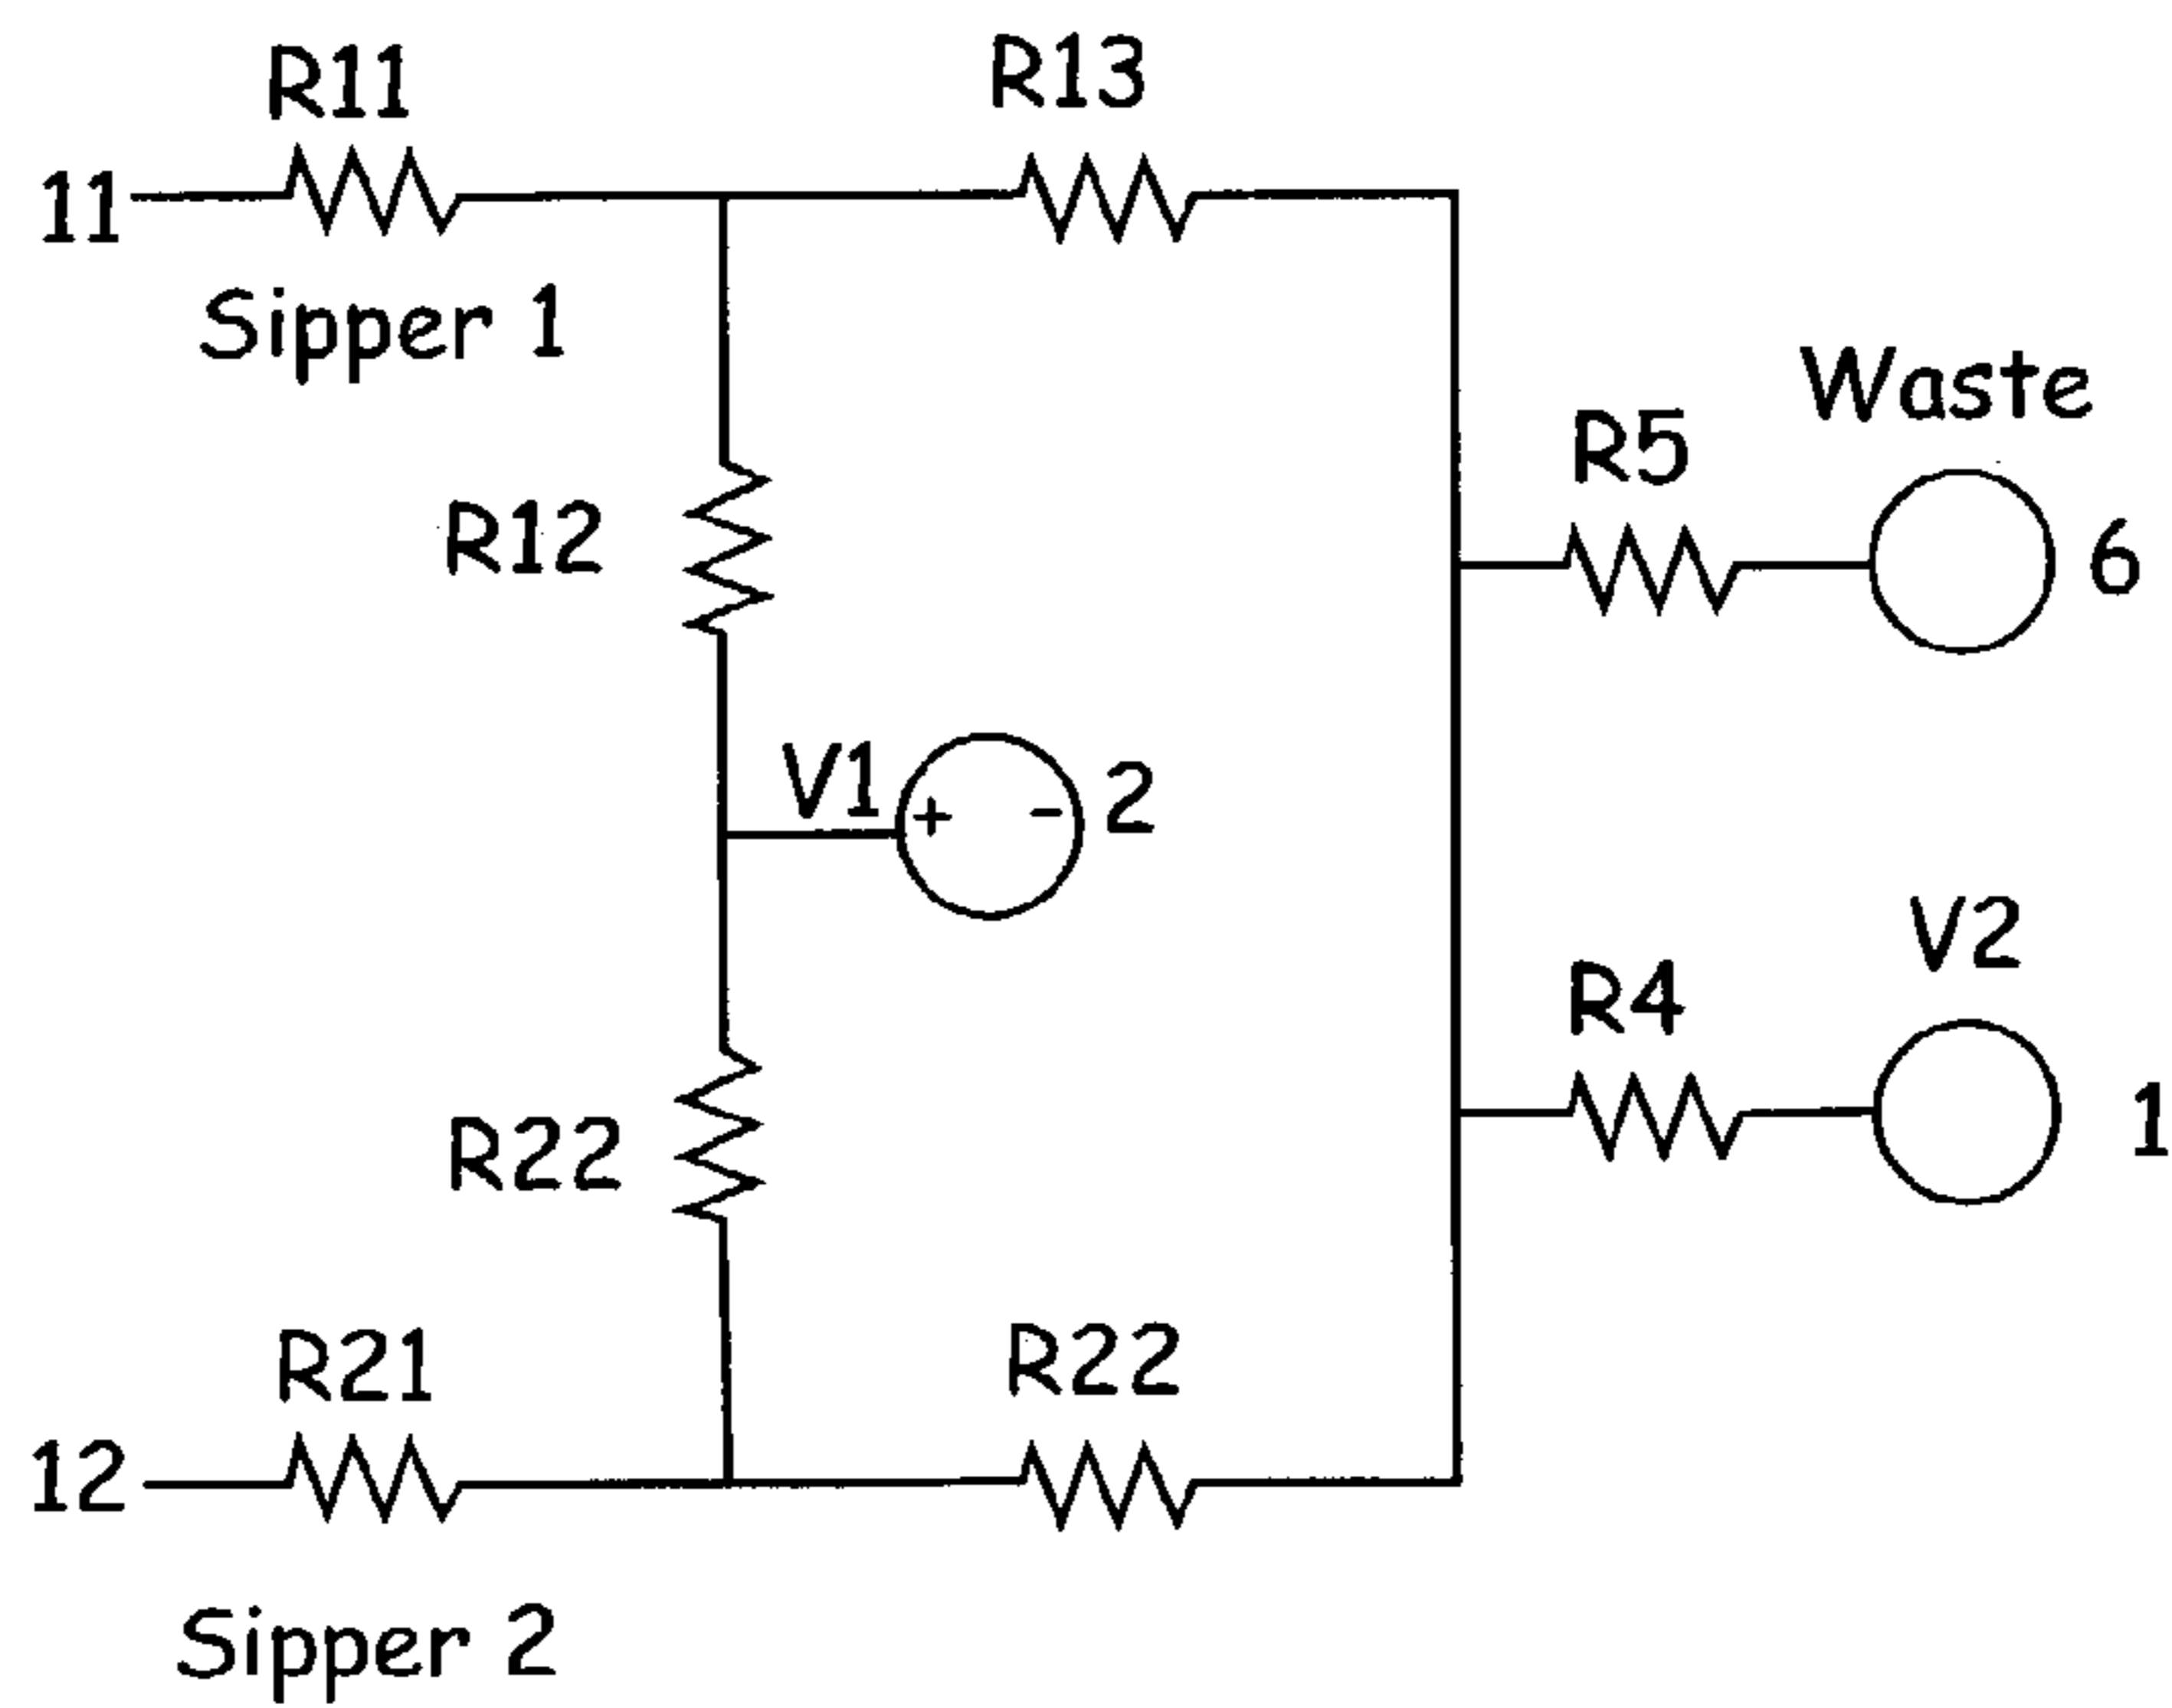 R11
R13
11
Sipper 1
Waste
R5
R12
6
V1
+ -
2
V2
R4
1
R22
R21
R22
12
Sipper 2